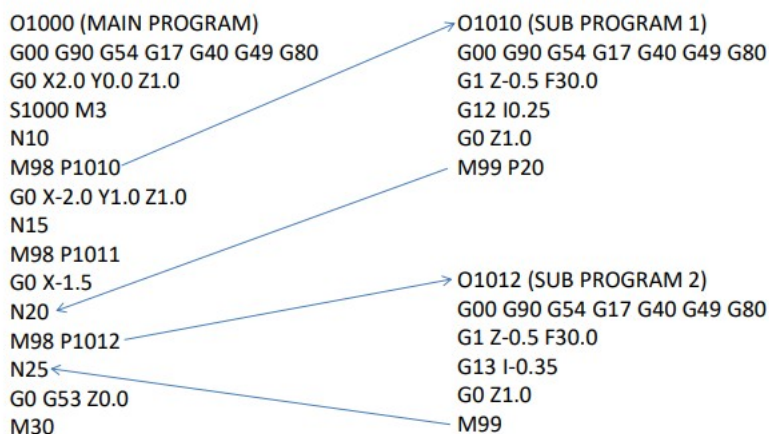 O1000 (MAIN PROGRAM)
G00 G90 G54 G17 G40 G49 G80
G0 X2.0 Y0.0 Z1.0
S1000 M3
N10
M98 P1010
G0 X-2.0 Y1.0 Z1.0
N15
M98 P1011
G0 X-1.5
N20
M98 P1012
N25
G0 G53 Z0.0
M30
O1010 (SUB PROGRAM 1)
G00 G90 G54 G17 G40 G49 G80
G1 Z-0.5 F30.0
G12 I0.25
G0 Z1.0
M99 P20
O1012 (SUB PROGRAM 2)
G00 G90 G54 G17 G40 G49 G80
G1 Z-0.5 F30.0
G13 I-0.35
G0 Z1.0
M99